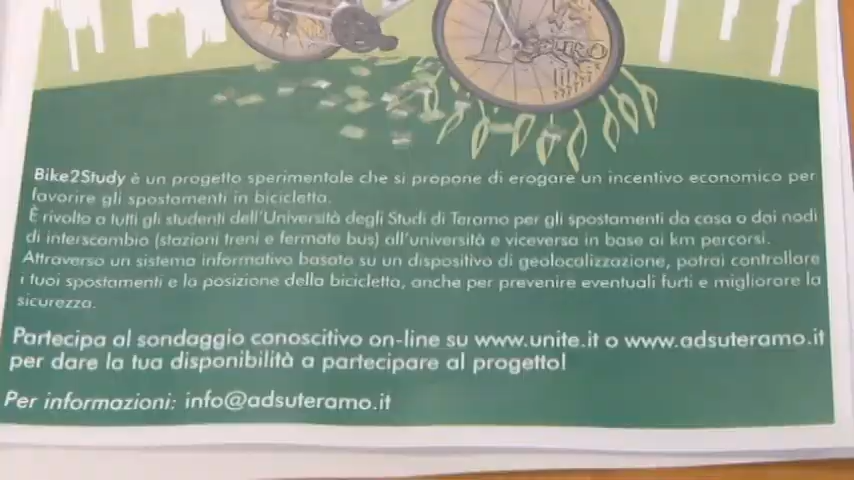 Bike2Study è un progetto sperimentale che si propone di erogare un incentivo economico per
favorire gli spostamenti in bicicletta.
È rivolto a tutti gli studenti dell'Università degli Studi di Teramo per gli spostamenti da casa o dai nodi
di interscambio (stazioni treni e fermate bus) all'università e viceversa in base ai km percorsi.
Attraverso un sistema informativo basato su un dispositivo di geolocalizzazione, potrai controllare
i tuoi spostamenti e la posizione della bicicletta, anche per prevenire eventuali furti e migliorare la
sicurezza.
Partecipa al sondaggio conoscitivo on-line su www.unite.it o www.adsuteramo.it
per dare la tua disponibilità a partecipare al progetto!
Per informazioni: info@adsuteramo.it